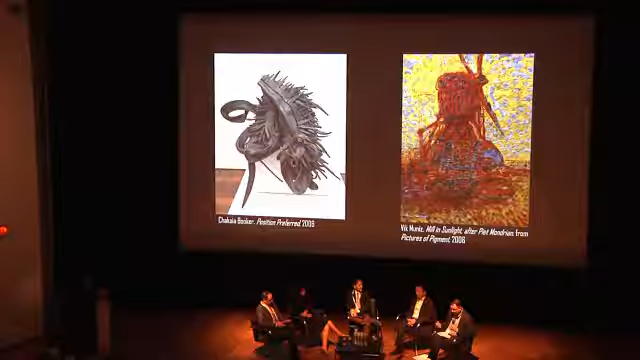 Chakaia Booker, Position Preferred 2006
Vik Muniz, Mill in Sunlight, after Piet Mondrian from
Pictures of Pigment 2006